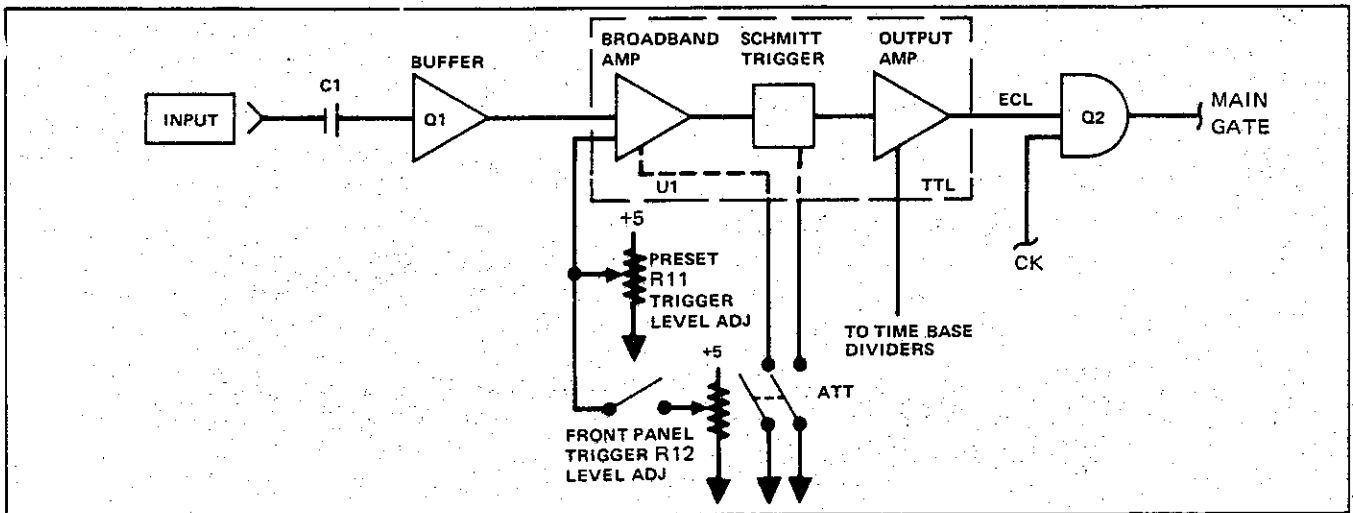 BROADBAND
AMP
SCHMITT
TRIGGER
OUTPUT
AMP
BUFFER
C1
INPUT
Q1
ECL
Q2
MAIN
GATE
U1
TTL
CK
+5
PRESET
R11
TRIGGER
LEVEL ADJ
TO TIME BASE
DIVIDERS
+5
ATT
FRONT PANEL
TRIGGER R12
LEVEL ADJ